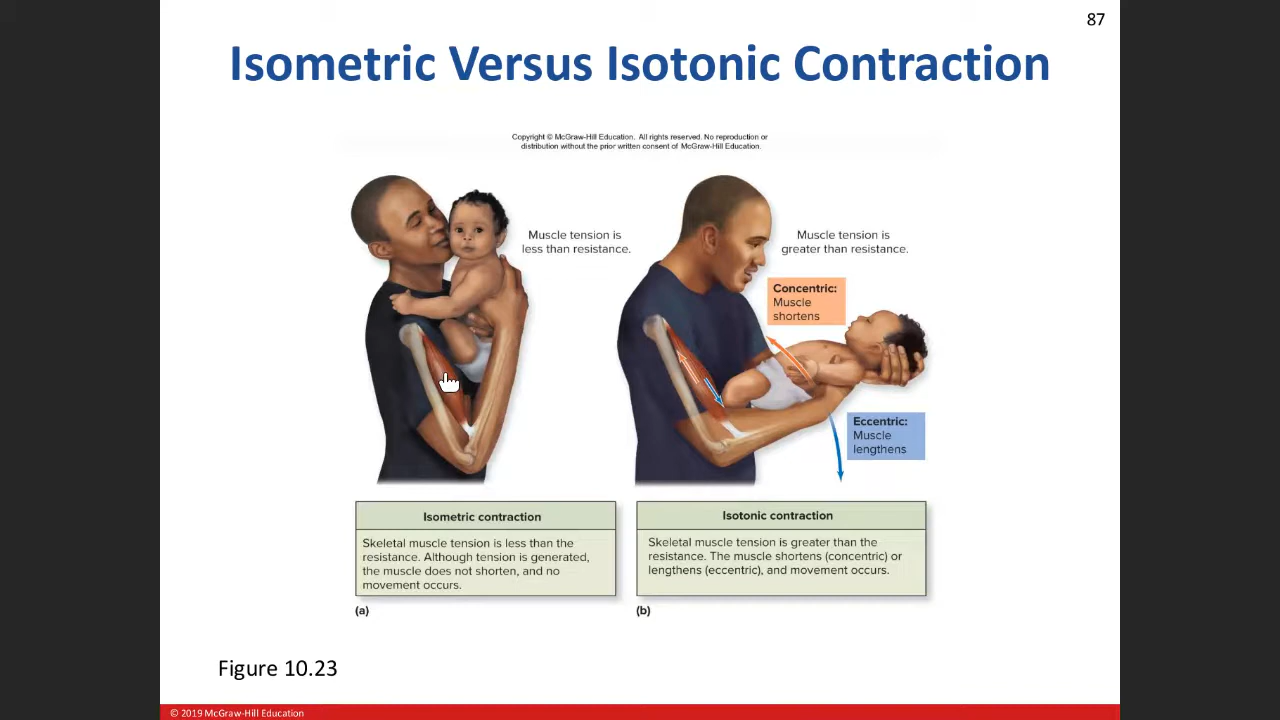 87
Isometric Versus Isotonic Contraction
Copyright © McGraw-Hill Education. All rights reserved. No reproduction or
distribution without the prior written consent of McGraw-Hill Education.
Muscle tension is
less than resistance.
Muscle tension is
greater than resistance.
Concentric:
Muscle
shortens
Eccentric:
Muscle
lengthens
Isometric contraction
Skeletal muscle tension is less than the
resistance. Although tension is generated,
the muscle does not shorten, and no
movement occurs.
(a)
Isotonic contraction
Skeletal muscle tension is greater than the
resistance. The muscle shortens (concentric) or
lengthens (eccentric), and movement occurs.
(b)
Figure 10.23
© 2019 McGraw-Hill Education